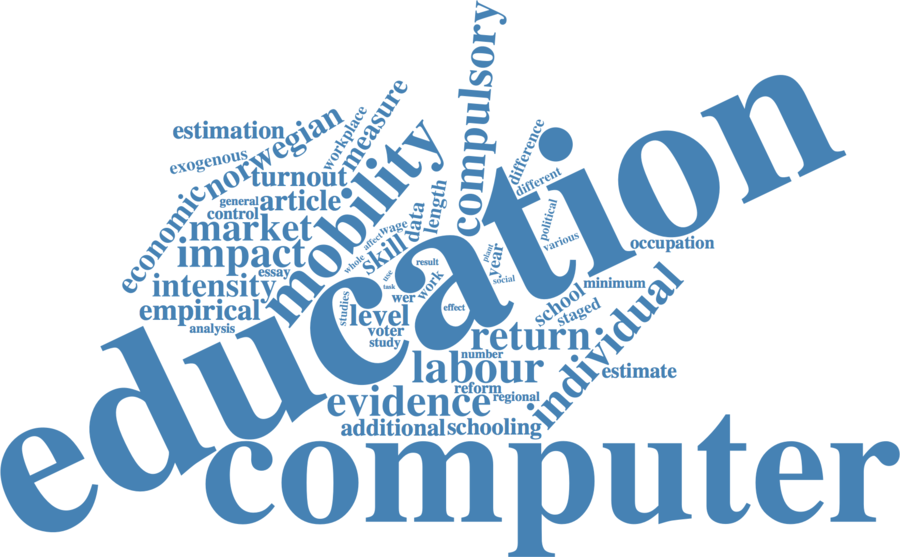 compulsory
estimation
norwegian
workplace
measure
exogenous
turnout
mobility
difference
different
education
economic
general
article
control
market
impact
essay
intensity
empirical
analysis
length
data
wage
affect
skill
whole
use
task
result
work
wer
year
plant
social
political
various
occupation
studies
level
voter
study
effect
school
minimum
staged
individual
return
number
labour
reform
regional
estimate
evidence
additional
schooling
computer